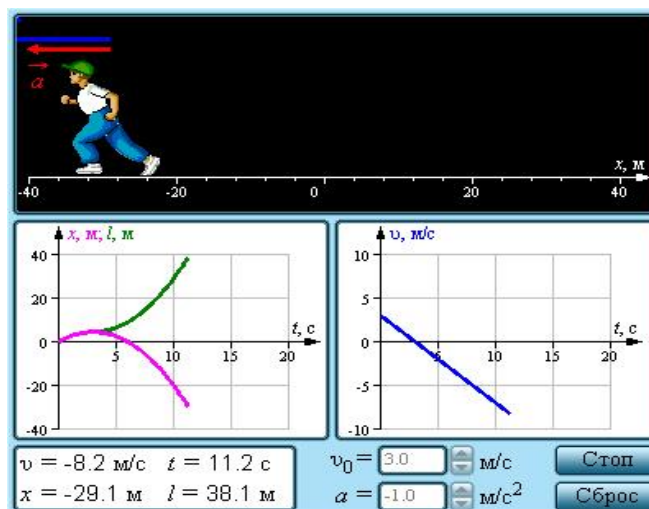 a
x, м
-40 -20 0 20 40
x, м; l, м
40
20
0
-20
-40
5 10 15 20
t, с
υ, м/с
10
5
0
-5
-10
5 10 15 20
t, с
υ = -8.2 м/с t = 11.2 с
x = -29.1 м l = 38.1 м
υ0 = 3.0 м/с
a = -1.0 м/с²
Стоп
Сброс